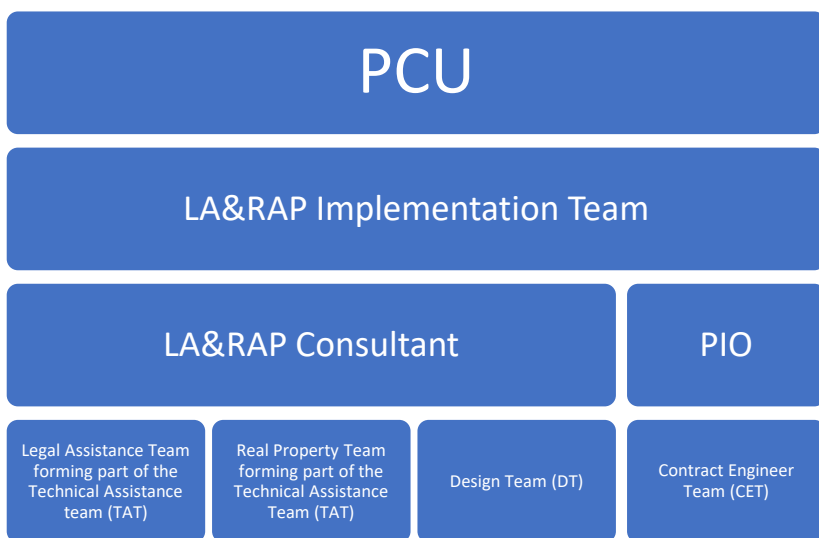 PCU
LA&RAP Implementation Team
LA&RAP Consultant
PIO
Legal Assistance Team
forming part of the
Technical Assistance
team (TAT)
Real Property Team
forming part of the
Technical Assistance
Team (TAT)
Design Team (DT)
Contract Engineer
Team (CET)